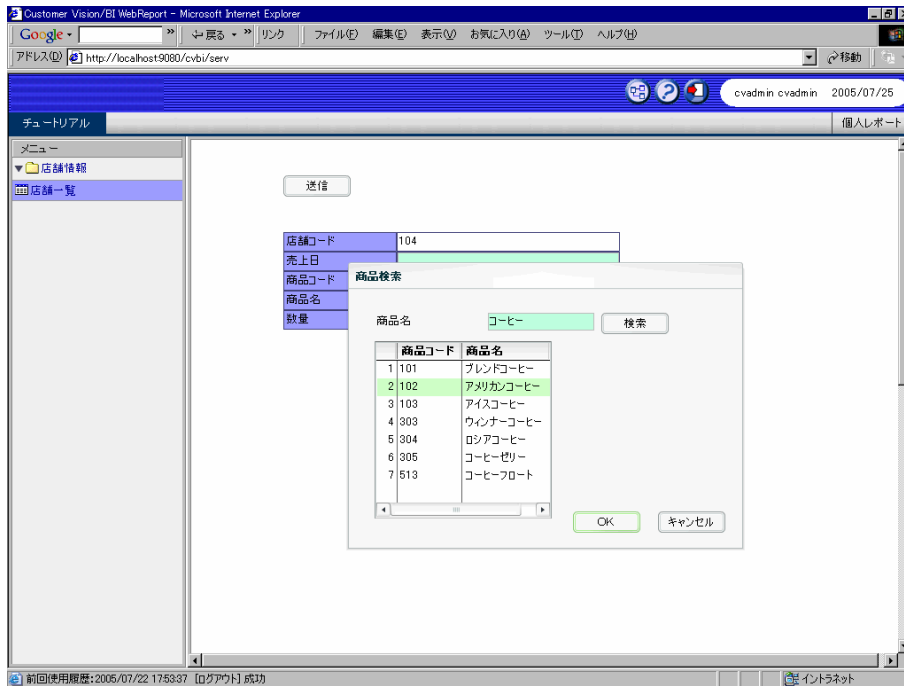 Customer Vision/BI WebReport - Microsoft Internet Explorer
Google » 戻る » リンク ファイル(F) 編集(E) 表示(V) お気に入り(A) ツール(T) ヘルプ(H)
アドレス(D) http://localhost:9080/cvbi/serv 移動
cvadmin cvadmin 2005/07/25
チュートリアル 個人レポート
メニュー
店舗情報
店舗一覧
送信
店舗コード 104
売上日
商品コード
商品名
数量
商品検索
商品名 コーヒー 検索
商品コード 商品名
1 101 ブレンドコーヒー
2 102 アメリカンコーヒー
3 103 アイスコーヒー
4 303 ウィンナーコーヒー
5 304 ロシアコーヒー
6 305 コーヒーゼリー
7 513 コーヒーフロート
OK キャンセル
前回使用履歴:2005/07/22 17:53:37 [ログアウト] 成功 イントラネット